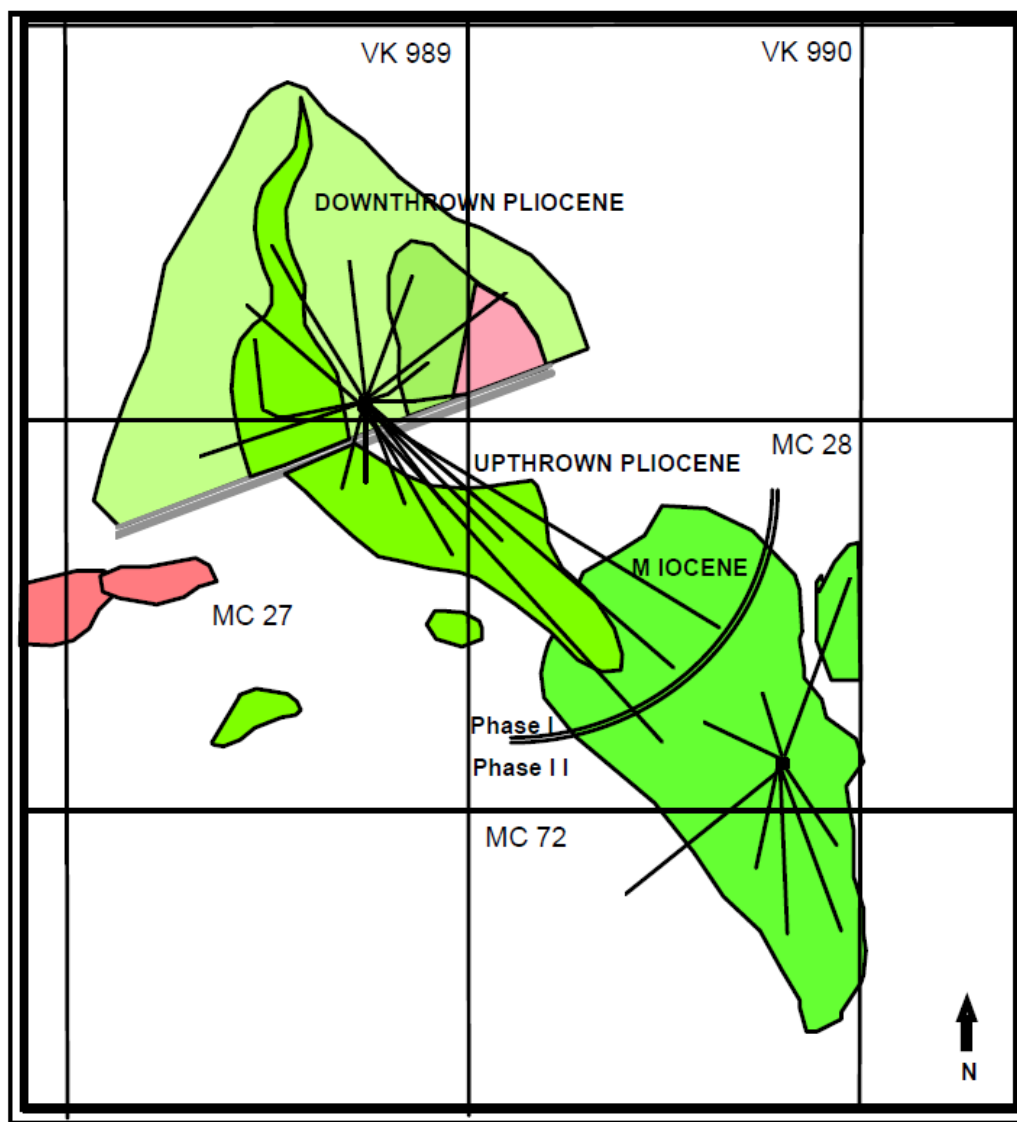 VK 989
VK 990
DOWNTHROWN PLIOCENE
MC 28
UPTHROWN PLIOCENE
M IOCENE
MC 27
Phase I
Phase I I
MC 72
N